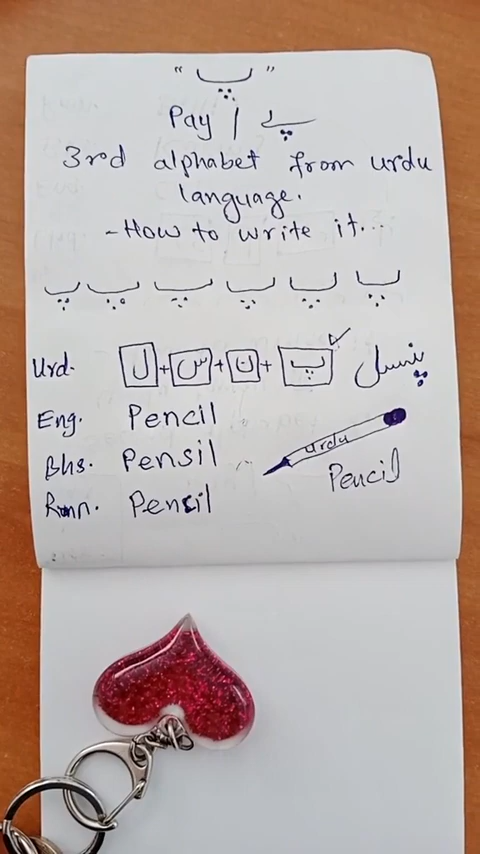 " پ "
Pay / پے
3rd alphabet from urdu
language.
- How to write it...
پ پ پ پ پ پ
Urd. ل + س + ن + پ پنسل
Eng. Pencil
Bhs. Pensil
Rmn. Pencil
urdu
Pencil